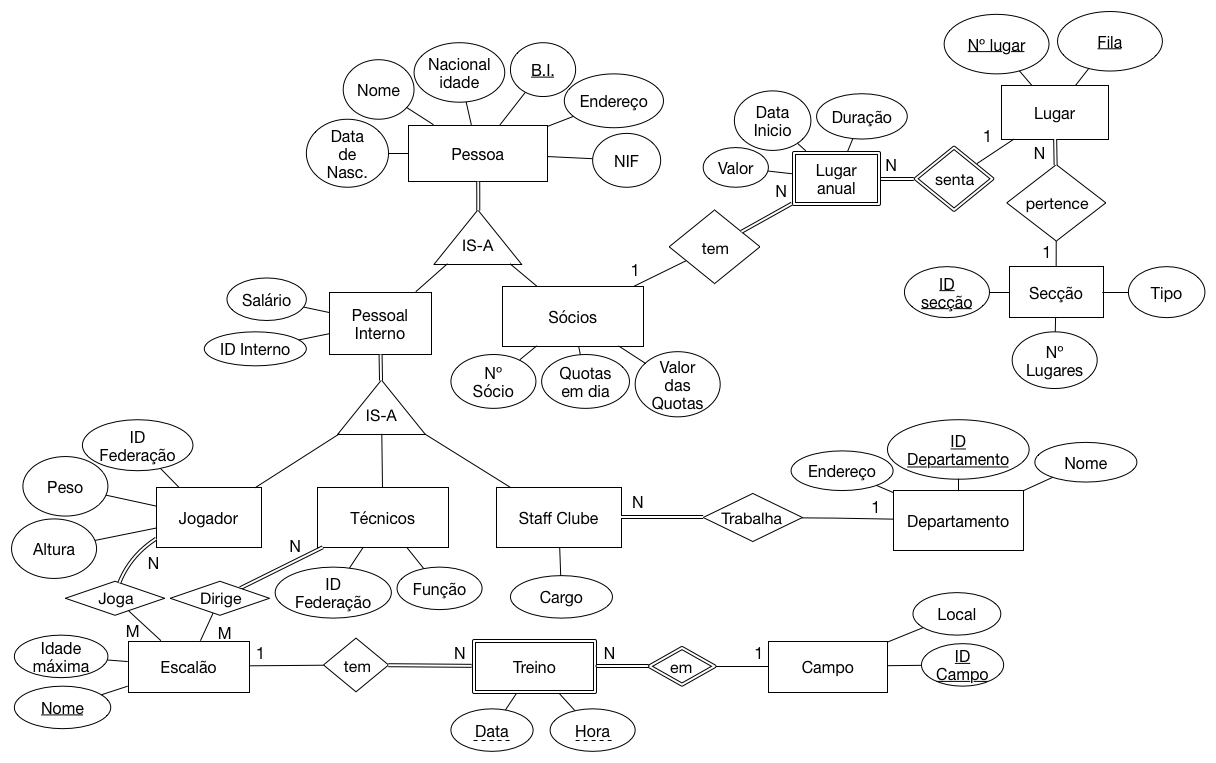 Nº lugar
Fila
Nacional
idade
B.I.
Nome
Endereço
Data
de
Nasc.
Pessoa
NIF
Data
Inicio
Duração
Valor
Lugar
anual
N
senta
1
Lugar
N
pertence
1
IS-A
N
tem
1
ID
secção
Secção
Tipo
Nº
Lugares
Salário
ID Interno
Pessoal
Interno
Sócios
Nº
Sócio
Quotas
em dia
Valor
das
Quotas
IS-A
ID
Federação
Peso
Altura
Jogador
Técnicos
Staff Clube
N
Trabalha
1
Endereço
ID
Departamento
Nome
Departamento
N
N
Joga
Dirige
ID
Federação
Função
Cargo
M
M
Idade
máxima
Nome
Escalão
1
tem
N
Treino
N
em
1
Campo
Local
ID
Campo
Data
Hora